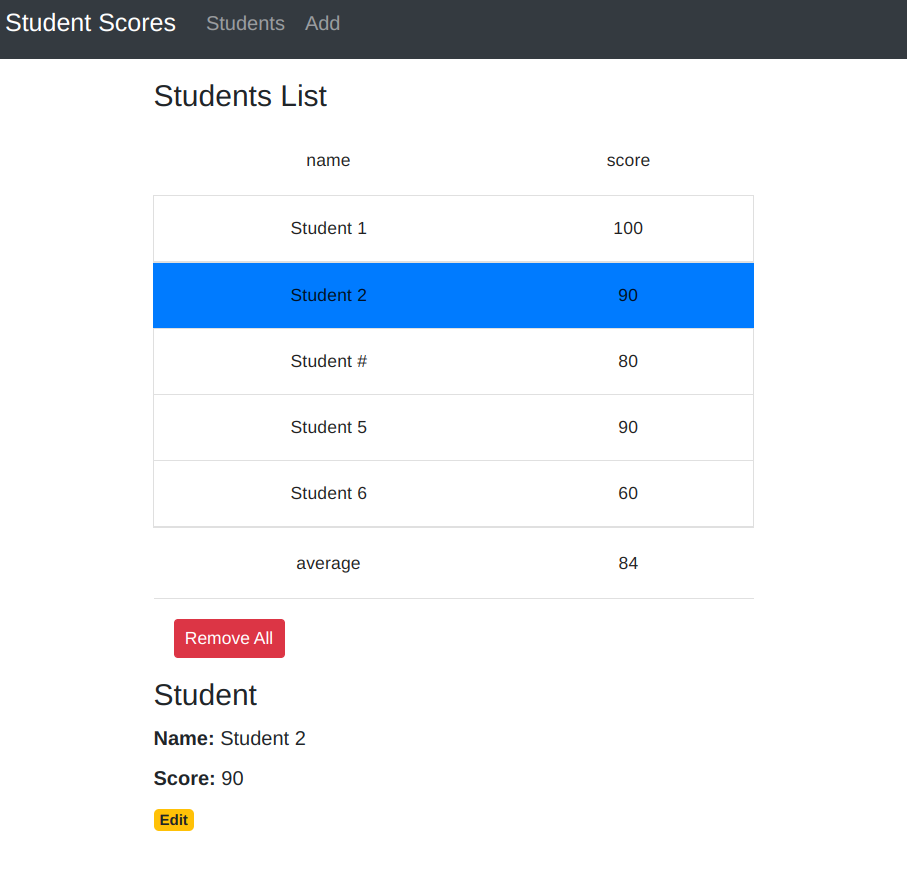 Student Scores Students Add
Students List
name score
Student 1 100
Student 2 90
Student # 80
Student 5 90
Student 6 60
average 84
Remove All
Student
Name: Student 2
Score: 90
Edit